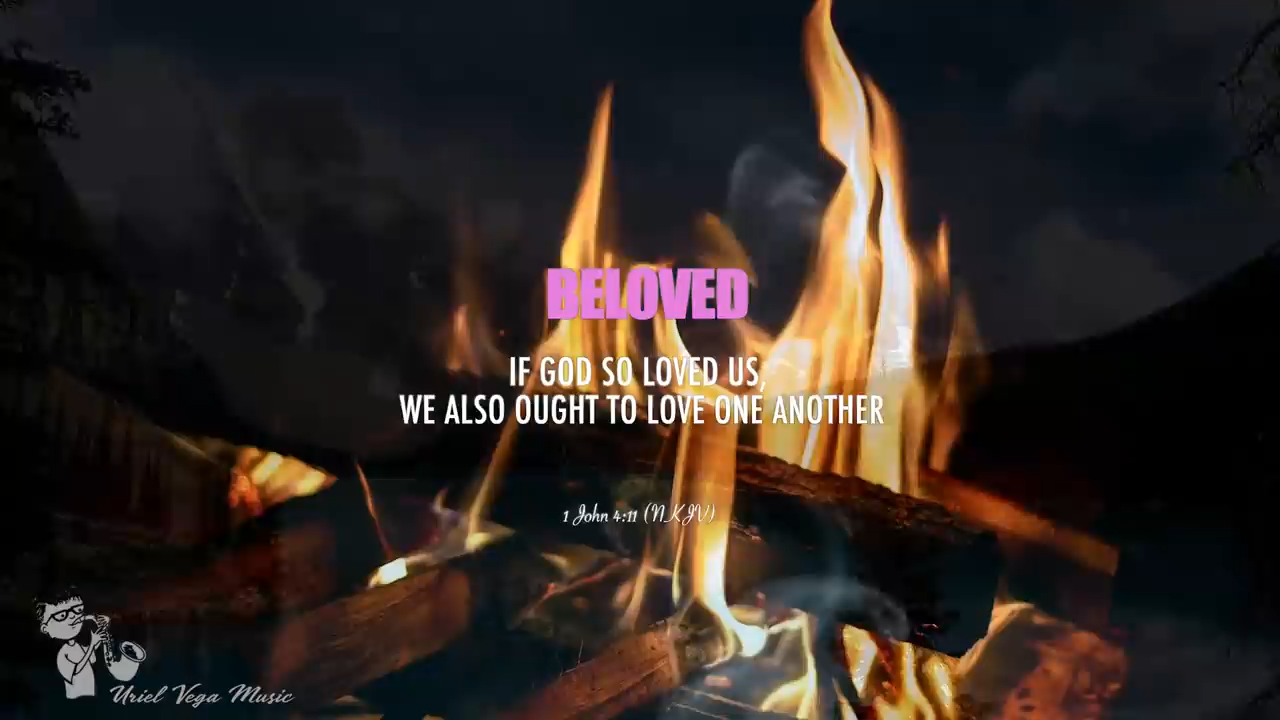 BELOVED
IF GOD SO LOVED US,
WE ALSO OUGHT TO LOVE ONE ANOTHER
1 John 4:11 (NKJV)
Uriel Vega Music